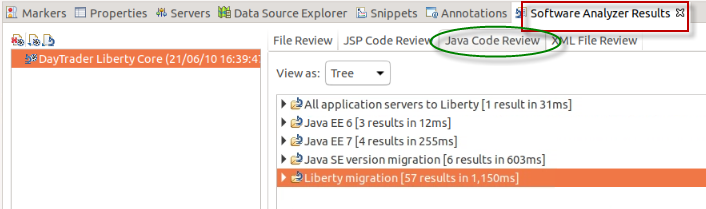 Markers Properties Servers Data Source Explorer Snippets Annotations Software Analyzer Results
File Review JSP Code Review Java Code Review XML File Review
DayTrader Liberty Core (21/06/10 16:39:47
View as: Tree
All application servers to Liberty [1 result in 31ms]
Java EE 6 [3 results in 12ms]
Java EE 7 [4 results in 255ms]
Java SE version migration [6 results in 603ms]
Liberty migration [57 results in 1,150ms]